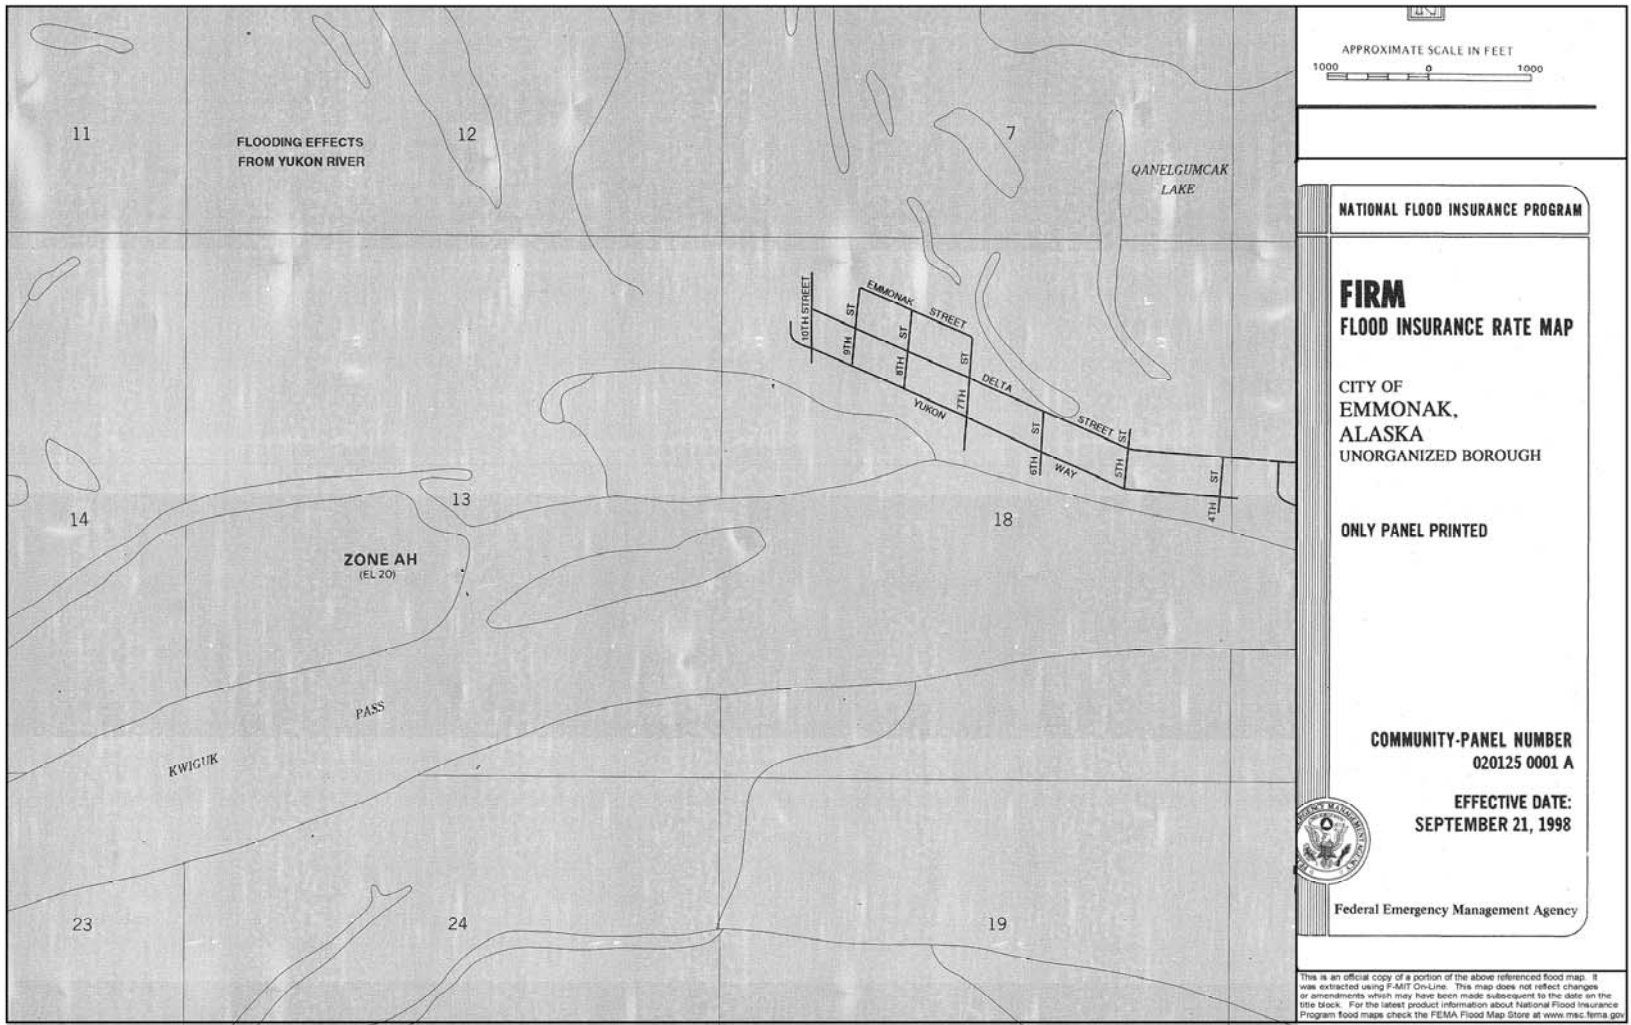 11
12
7
FLOODING EFFECTS
FROM YUKON RIVER
QANELGUMCAK
LAKE
10TH STREET
9TH ST
8TH ST
7TH ST
6TH ST
5TH ST
4TH ST
EMMONAK STREET
DELTA STREET
YUKON WAY
14
13
18
ZONE AH
(EL 20)
KWIGUK PASS
23
24
19
APPROXIMATE SCALE IN FEET
1000 0 1000
NATIONAL FLOOD INSURANCE PROGRAM
FIRM
FLOOD INSURANCE RATE MAP
CITY OF
EMMONAK,
ALASKA
UNORGANIZED BOROUGH
ONLY PANEL PRINTED
COMMUNITY-PANEL NUMBER
020125 0001 A
EFFECTIVE DATE:
SEPTEMBER 21, 1998
Federal Emergency Management Agency
This is an official copy of a portion of the above referenced flood map. It
was extracted using F-MIT On-Line. This map does not reflect changes
or amendments which may have been made subsequent to the date on the
title block. For the latest product information about National Flood Insurance
Program flood maps check the FEMA Flood Map Store at www.msc.fema.gov